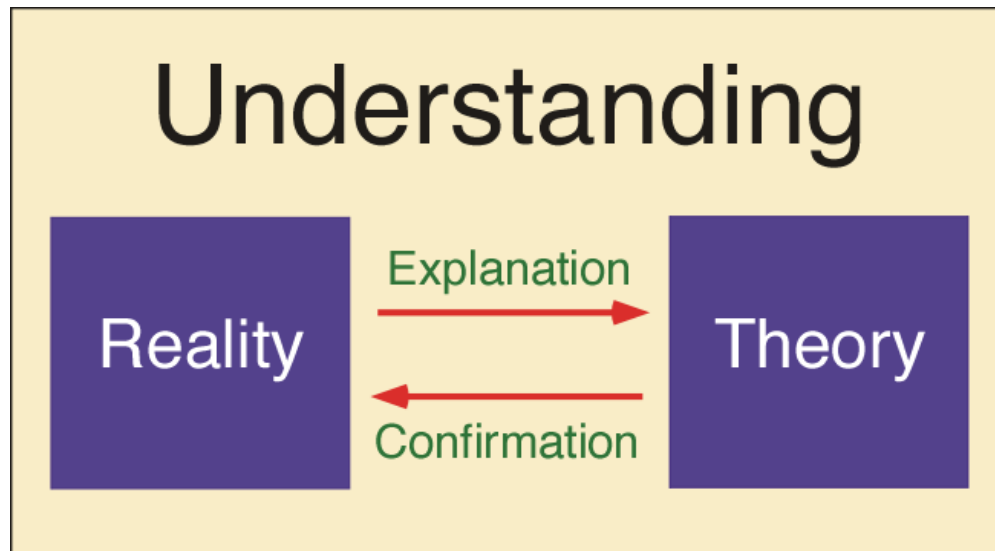 Understanding
Explanation
Reality
Theory
Confirmation